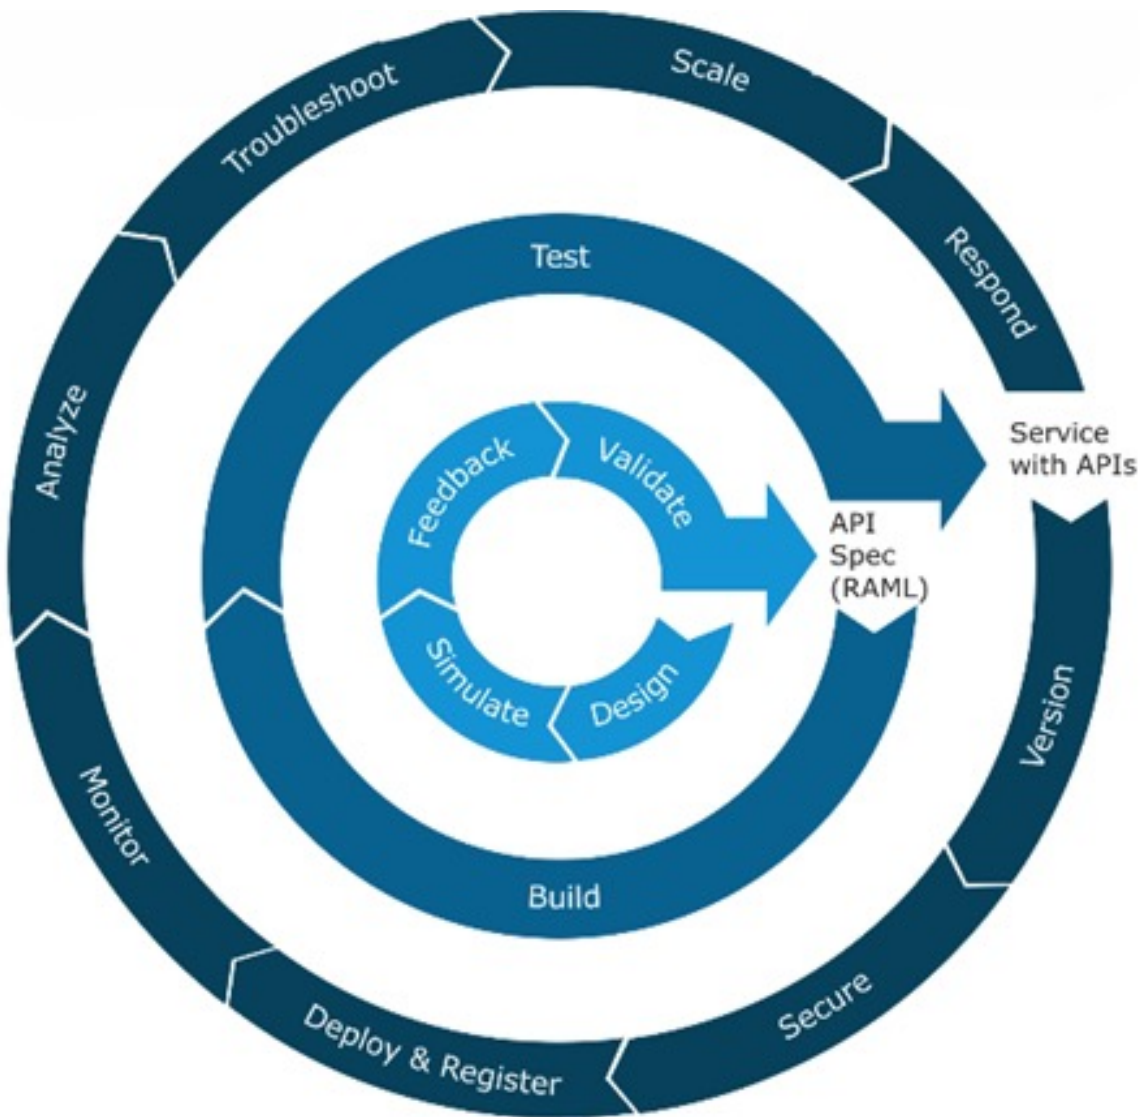 Troubleshoot
Scale
Respond
Test
Analyze
Feedback
Validate
Service
with APIs
API
Spec
(RAML)
Simulate
Design
Version
Monitor
Build
Secure
Deploy & Register